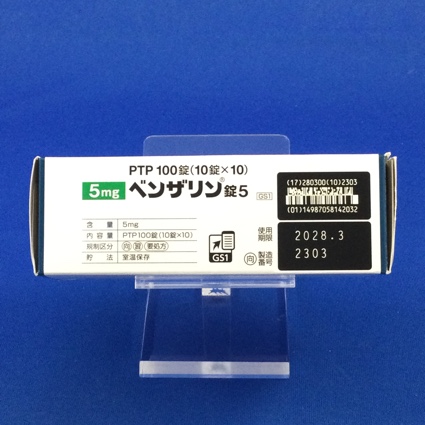 PTP 100錠(10錠×10)
5mg ベンザリン®錠5 GS1
含量 5mg
内容量 PTP100錠(10錠×10)
規制区分 向 習 要処方
貯法 室温保存
GS1
(17)280300(10)2303
(01)14987058142032
使用期限 2028.3
向 製造番号 2303